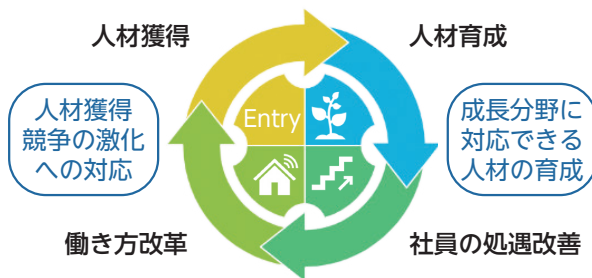 人材獲得
人材育成
人材獲得
競争の激化
への対応
Entry
成長分野に
対応できる
人材の育成
働き方改革
社員の処遇改善